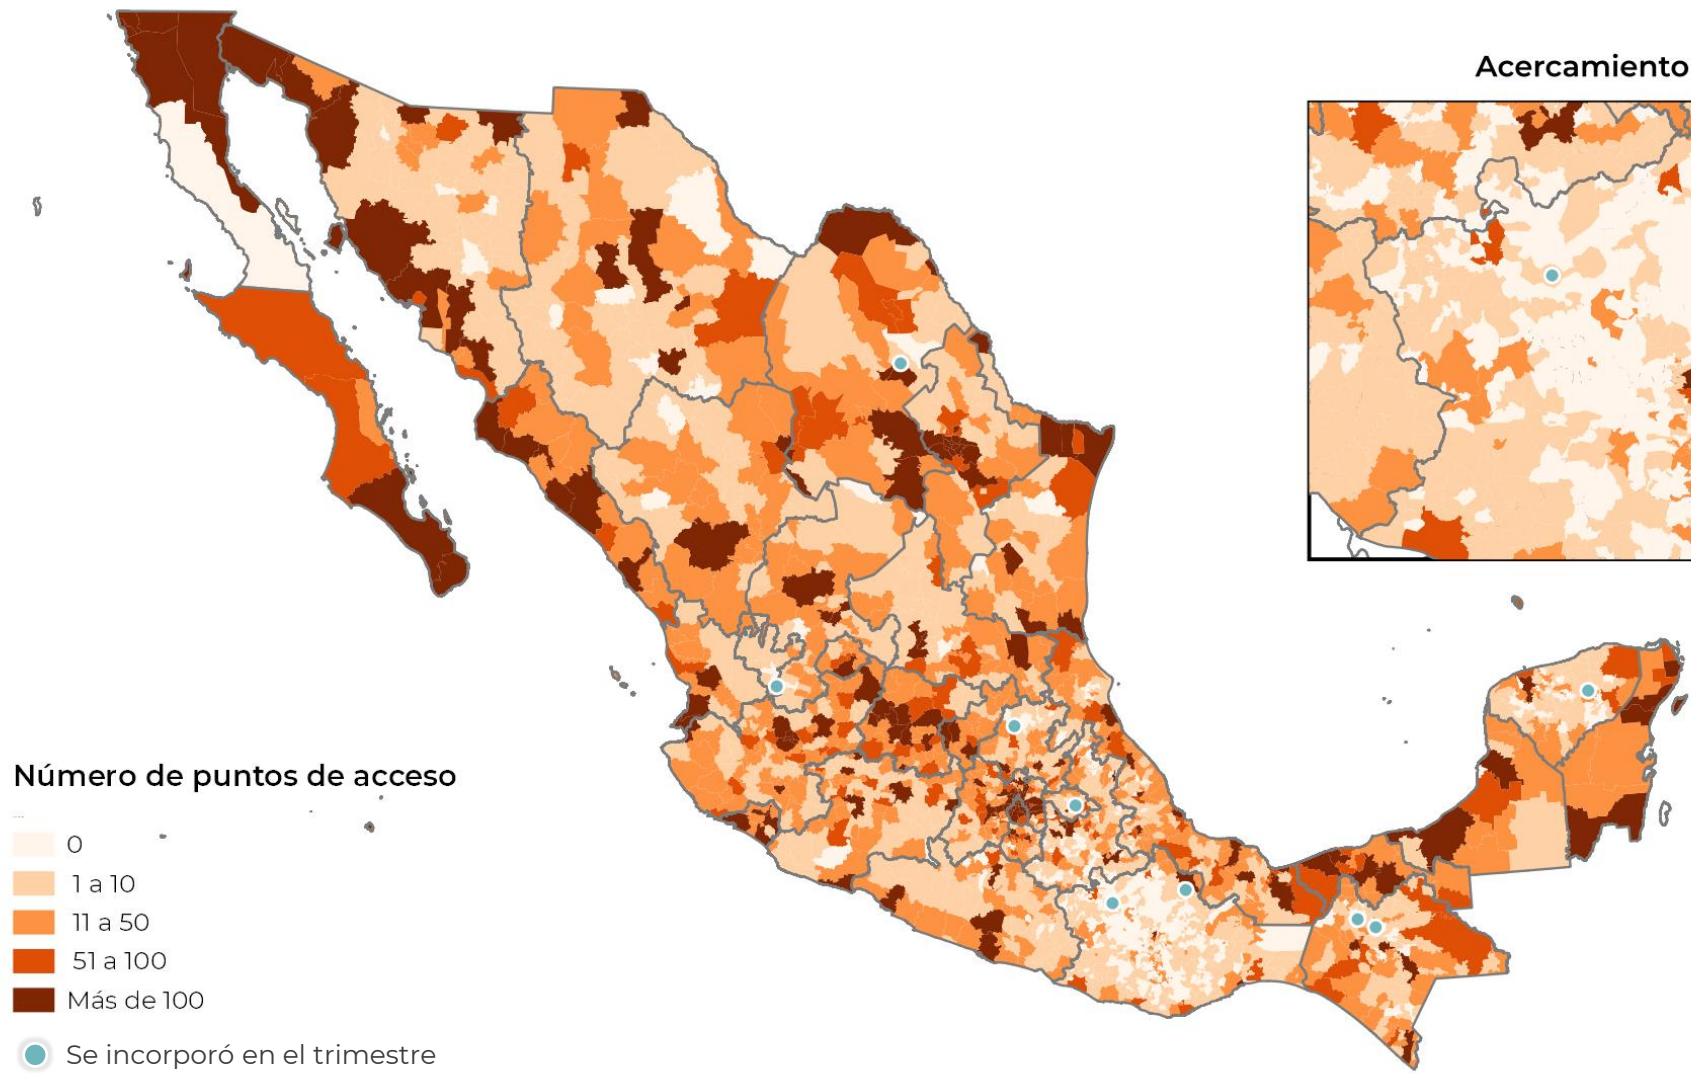 Acercamiento
Número de puntos de acceso
0
1 a 10
11 a 50
51 a 100
Más de 100
Se incorporó en el trimestre